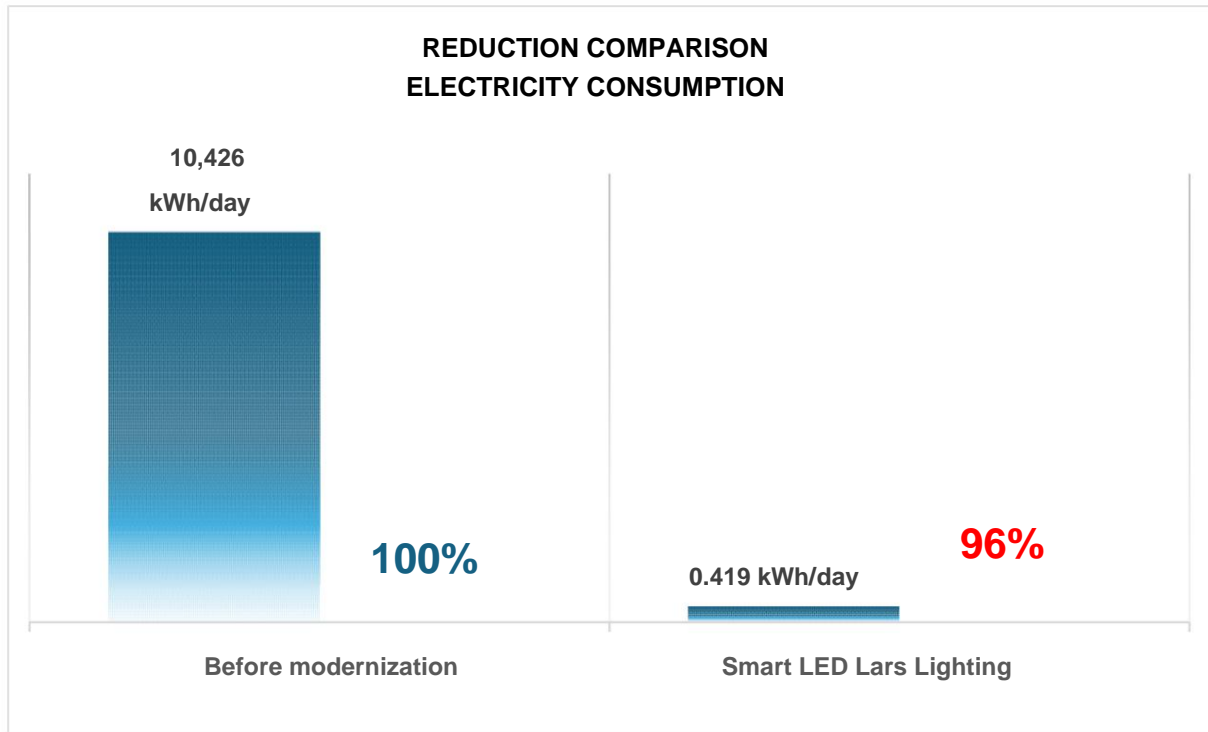 REDUCTION COMPARISON
ELECTRICITY CONSUMPTION
10,426
kWh/day
100%
96%
0.419 kWh/day
Before modernization
Smart LED Lars Lighting